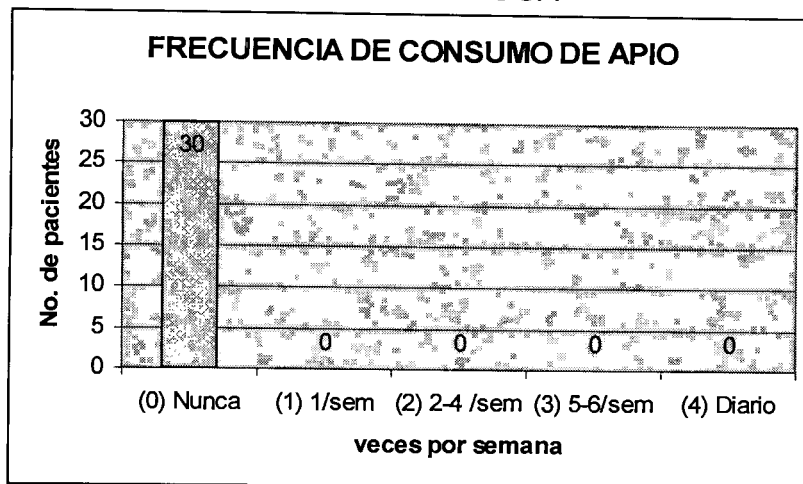 FRECUENCIA DE CONSUMO DE APIO
No. de pacientes
30
25
20
15
10
5
0
30
0
0
0
0
(0) Nunca
(1) 1/sem
(2) 2-4 /sem
(3) 5-6/sem
(4) Diario
veces por semana